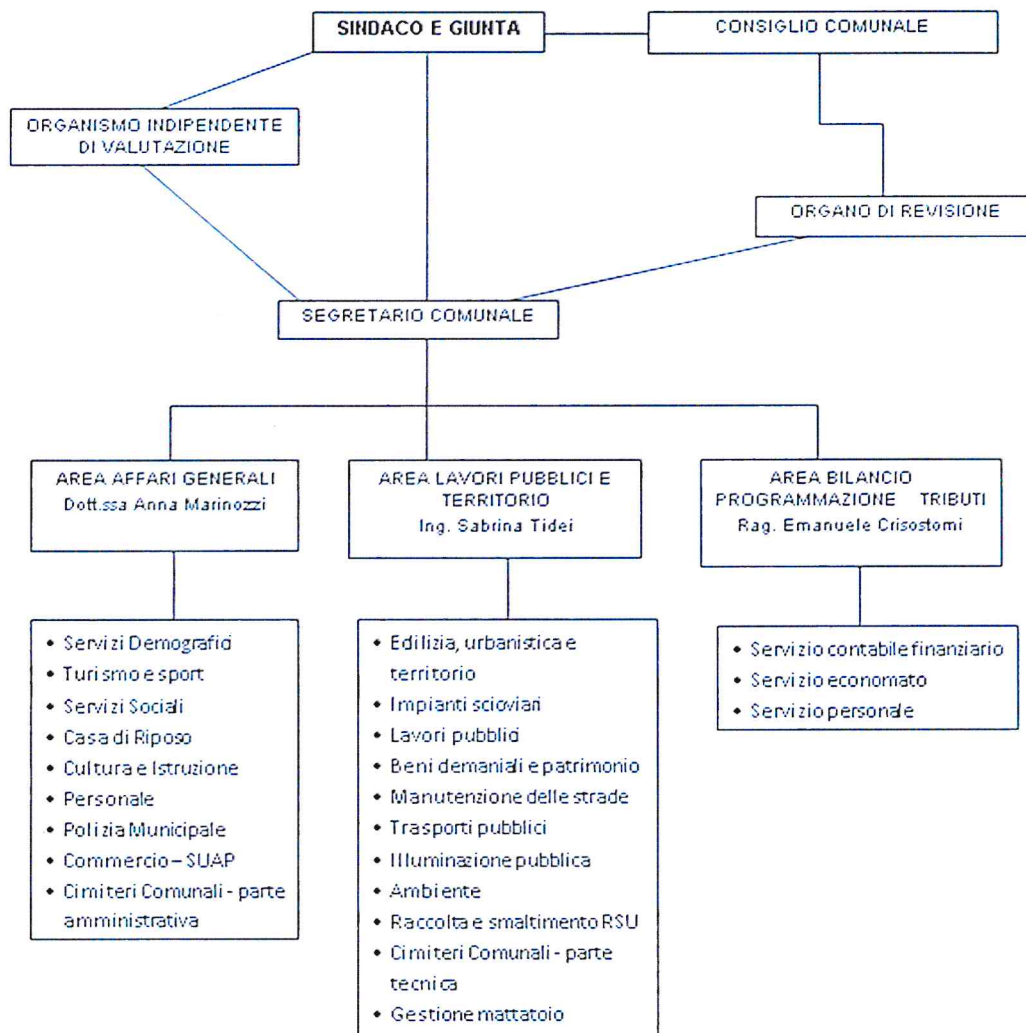 SINDACO E GIUNTA
CONSIGLIO COMUNALE
ORGANISMO INDIPENDENTE
DI VALUTAZIONE
ORGANO DI REVISIONE
SEGRETARIO COMUNALE
AREA AFFARI GENERALI
Dott.ssa Anna Marinozzi
AREA LAVORI PUBBLICI E
TERRITORIO
Ing. Sabrina Tidei
AREA BILANCIO
PROGRAMMAZIONE TRIBUTI
Rag. Emanuele Crisostomi
• Servizi Demografici
• Turismo e sport
• Servizi Sociali
• Casa di Riposo
• Cultura e Istruzione
• Personale
• Polizia Municipale
• Commercio – SUAP
• Cimiteri Comunali - parte
amministrativa
• Edilizia, urbanistica e
territorio
• Impianti scioviari
• Lavori pubblici
• Beni demaniali e patrimonio
• Manutenzione delle strade
• Trasporti pubblici
• Illuminazione pubblica
• Ambiente
• Raccolta e smaltimento RSU
• Cimiteri Comunali - parte
tecnica
• Gestione mattatoio
• Servizio contabile finanziario
• Servizio economato
• Servizio personale